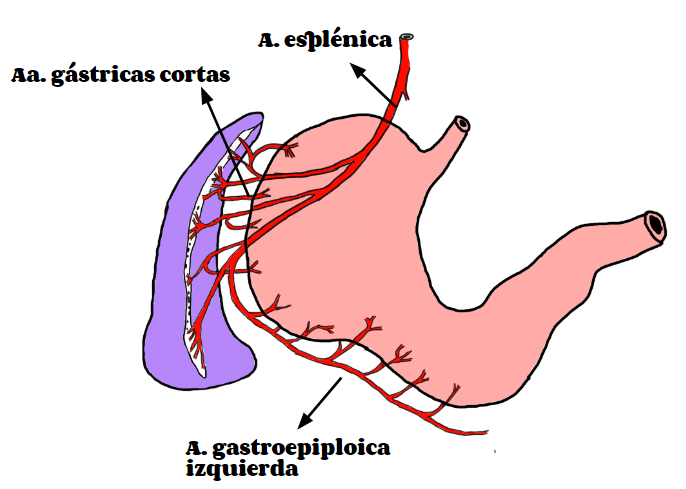 A. esplénica
Aa. gástricas cortas
A. gastroepiploica
izquierda